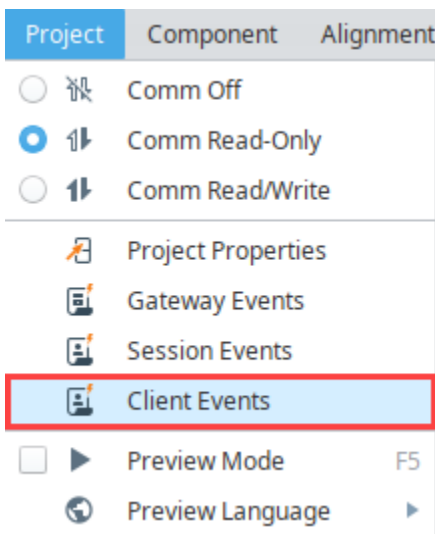 Project Component Alignment
Comm Off
Comm Read-Only
Comm Read/Write
Project Properties
Gateway Events
Session Events
Client Events
Preview Mode F5
Preview Language